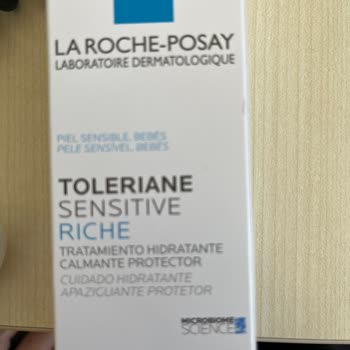 LA ROCHE-POSAY
LABORATOIRE DERMATOLOGIQUE
PIEL SENSIBLE, BEBÉS
PELE SENSÍVEL, BEBÉS
TOLERIANE
SENSITIVE
RICHE
TRATAMIENTO HIDRATANTE
CALMANTE PROTECTOR
CUIDADO HIDRATANTE
APAZIGUANTE PROTETOR
MICROBIOME
SCIENCE